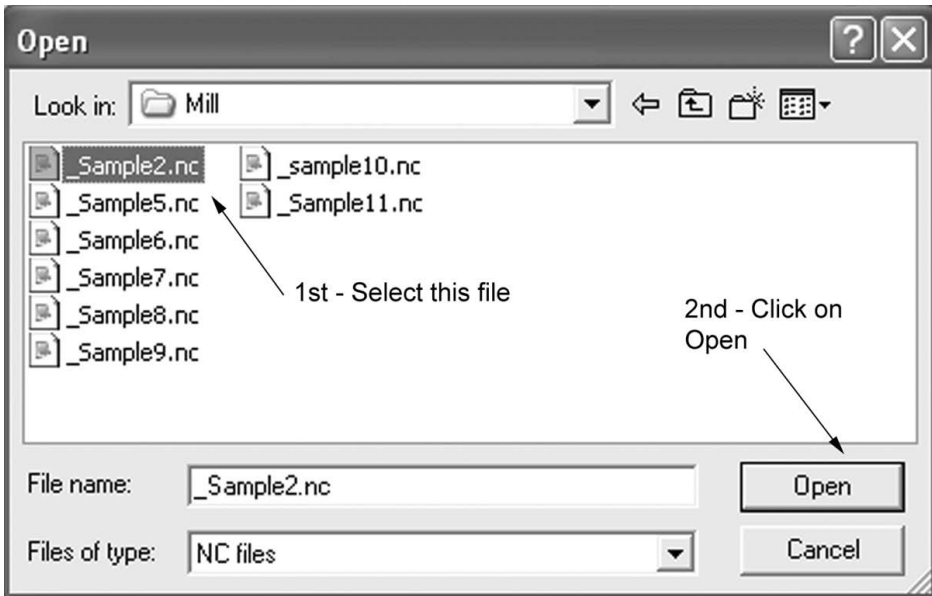 Open
Look in: Mill
_Sample2.nc
_Sample5.nc
_Sample6.nc
_Sample7.nc
_Sample8.nc
_Sample9.nc
_sample10.nc
_Sample11.nc
1st - Select this file
2nd - Click on
Open
File name: _Sample2.nc
Open
Files of type: NC files
Cancel